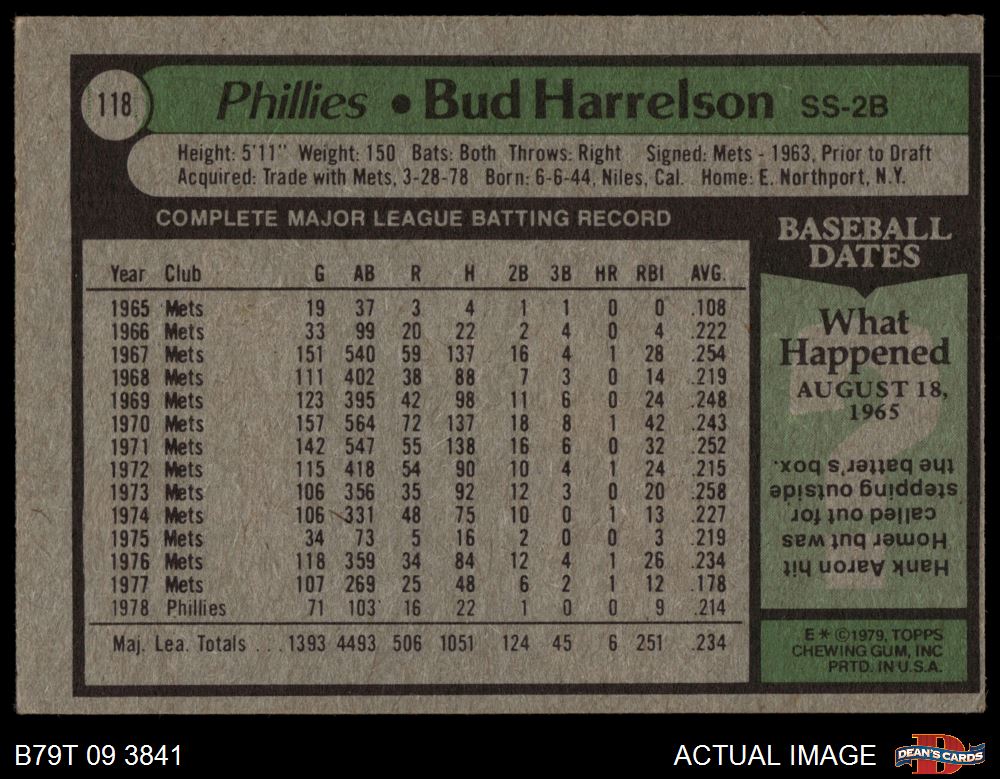 118 Phillies • Bud Harrelson SS-2B
Height: 5'11" Weight: 150 Bats: Both Throws: Right Signed: Mets - 1963, Prior to Draft
Acquired: Trade with Mets, 3-28-78 Born: 6-6-44, Niles, Cal. Home: E. Northport, N.Y.
COMPLETE MAJOR LEAGUE BATTING RECORD
Year Club G AB R H 2B 3B HR RBI AVG.
1965 Mets 19 37 3 4 1 1 0 0 .108
1966 Mets 33 99 20 22 2 4 0 4 .222
1967 Mets 151 540 59 137 16 4 1 28 .254
1968 Mets 111 402 38 88 7 3 0 14 .219
1969 Mets 123 395 42 98 11 6 0 24 .248
1970 Mets 157 564 72 137 18 8 1 42 .243
1971 Mets 142 547 55 138 16 6 0 32 .252
1972 Mets 115 418 54 90 10 4 1 24 .215
1973 Mets 106 356 35 92 12 3 0 20 .258
1974 Mets 106 331 48 75 10 0 1 13 .227
1975 Mets 34 73 5 16 2 0 0 3 .219
1976 Mets 118 359 34 84 12 4 1 26 .234
1977 Mets 107 269 25 48 6 2 1 12 .178
1978 Phillies 71 103 16 22 1 0 0 9 .214
Maj. Lea. Totals . . . 1393 4493 506 1051 124 45 6 251 .234
BASEBALL
DATES
What
Happened
AUGUST 18,
1965
Hank Aaron hit
Homer but was
called out for
stepping outside
the batter's box.
E * ©1979, TOPPS
CHEWING GUM, INC
PRTD. IN U.S.A.
B79T 09 3841
ACTUAL IMAGE
DEAN'S CARDS